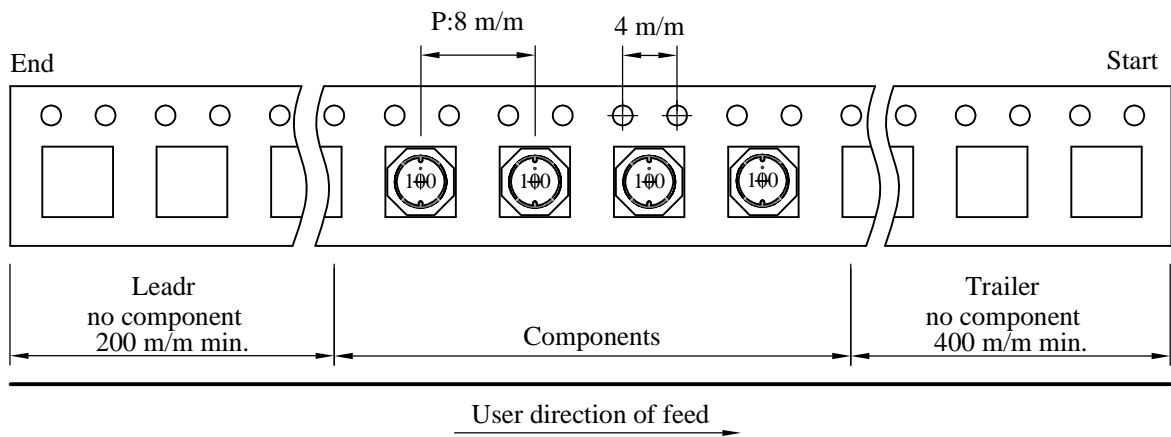 P:8 m/m
4 m/m
End
Start
100
100
100
100
Leadr
no component
200 m/m min.
Components
Trailer
no component
400 m/m min.
User direction of feed